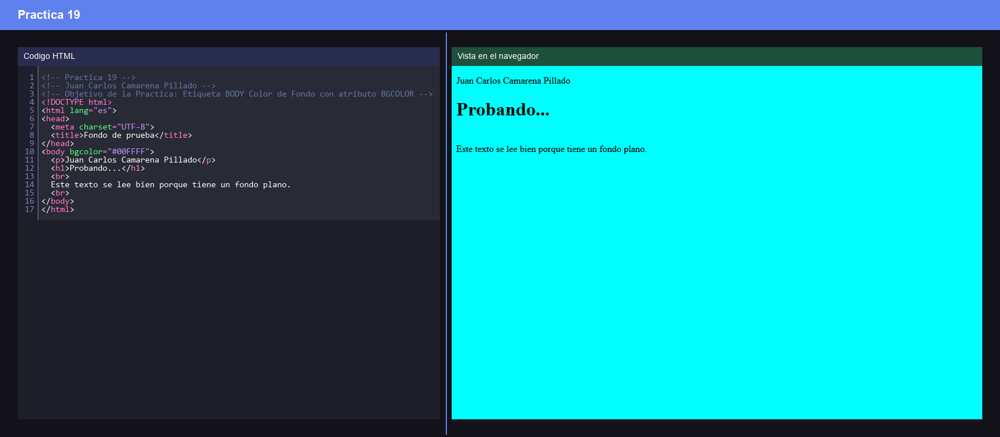 Practica 19
Codigo HTML
1 <!-- Practica 19 -->
2 <!-- Juan Carlos Camarena Pillado -->
3 <!-- Objetivo de la Practica: Etiqueta BODY Color de Fondo con atributo BGCOLOR -->
4 <!DOCTYPE html>
5 <html lang="es">
6 <head>
7   <meta charset="UTF-8">
8   <title>Fondo de prueba</title>
9 </head>
10 <body bgcolor="#00FFFF">
11   <p>Juan Carlos Camarena Pillado</p>
12   <h1>Probando...</h1>
13   <br>
14   Este texto se lee bien porque tiene un fondo plano.
15   <br>
16 </body>
17 </html>
Vista en el navegador
Juan Carlos Camarena Pillado
Probando...
Este texto se lee bien porque tiene un fondo plano.